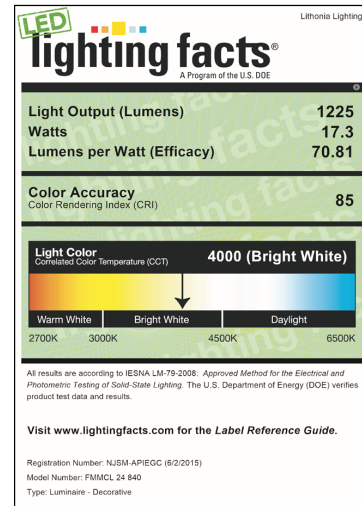 Lithonia Lighting
LED
lighting facts®
A Program of the U.S. DOE
Light Output (Lumens) 1225
Watts 17.3
Lumens per Watt (Efficacy) 70.81
Color Accuracy
Color Rendering Index (CRI) 85
Light Color
Correlated Color Temperature (CCT) 4000 (Bright White)
Warm White Bright White Daylight
2700K 3000K 4500K 6500K
All results are according to IESNA LM-79-2008: Approved Method for the Electrical and
Photometric Testing of Solid-State Lighting. The U.S. Department of Energy (DOE) verifies
product test data and results.
Visit www.lightingfacts.com for the Label Reference Guide.
Registration Number: NJSM-APIEGC (6/2/2015)
Model Number: FMMCL 24 840
Type: Luminaire - Decorative